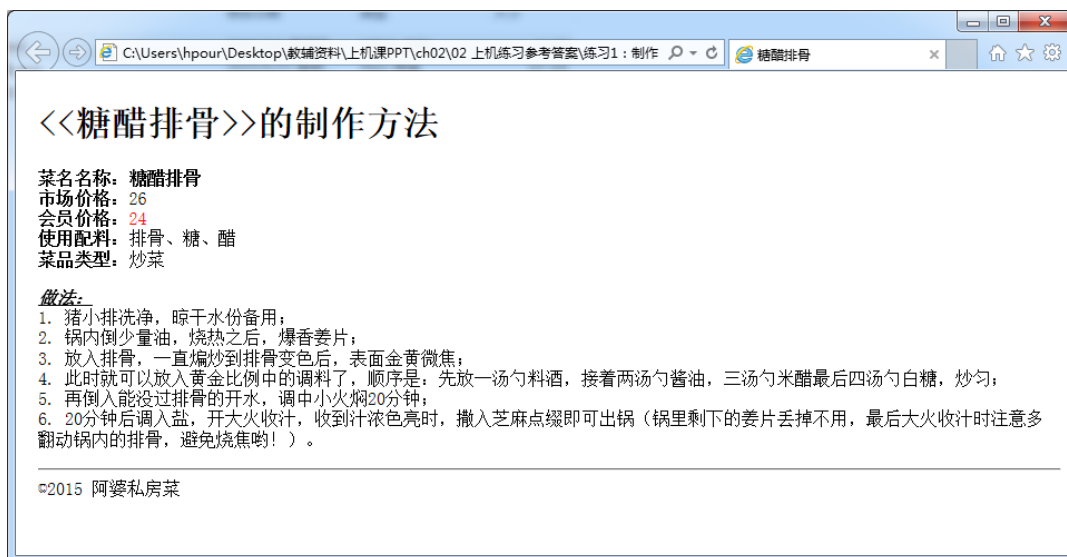 C:\Users\hpour\Desktop\教辅资料\上机课PPT\ch02\02 上机练习参考答案\练习1：制作
糖醋排骨
<<糖醋排骨>>的制作方法
菜名名称：糖醋排骨
市场价格：26
会员价格：24
使用配料：排骨、糖、醋
菜品类型：炒菜
做法：
1. 猪小排洗净，晾干水份备用；
2. 锅内倒少量油，烧热之后，爆香姜片；
3. 放入排骨，一直煸炒到排骨变色后，表面金黄微焦；
4. 此时就可以放入黄金比例中的调料了，顺序是：先放一汤勺料酒，接着两汤勺酱油，三汤勺米醋最后四汤勺白糖，炒匀；
5. 再倒入能没过排骨的开水，调中小火焖20分钟；
6. 20分钟后调入盐，开大火收汁，收到汁浓色亮时，撒入芝麻点缀即可出锅（锅里剩下的姜片丢掉不用，最后大火收汁时注意多
翻动锅内的排骨，避免烧焦哟！）。
©2015 阿婆私房菜